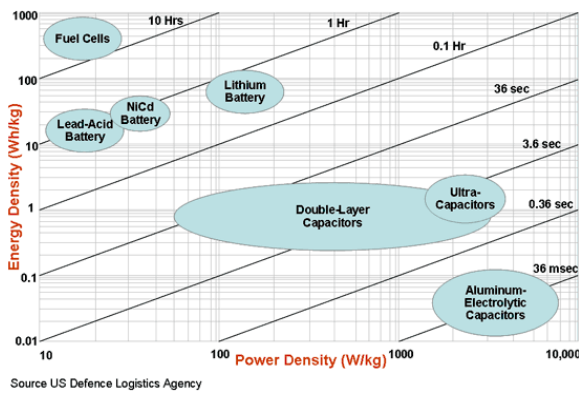 1000
10 Hrs
1 Hr
0.1 Hr
Fuel Cells
100
Lithium
Battery
36 sec
NiCd
Battery
Lead-Acid
Battery
10
3.6 sec
Energy Density (Wh/kg)
1
Ultra-
Capacitors
Double-Layer
Capacitors
0.36 sec
0.1
36 msec
Aluminum-
Electrolytic
Capacitors
0.01
10
100
1000
10,000
Power Density (W/kg)
Source US Defence Logistics Agency